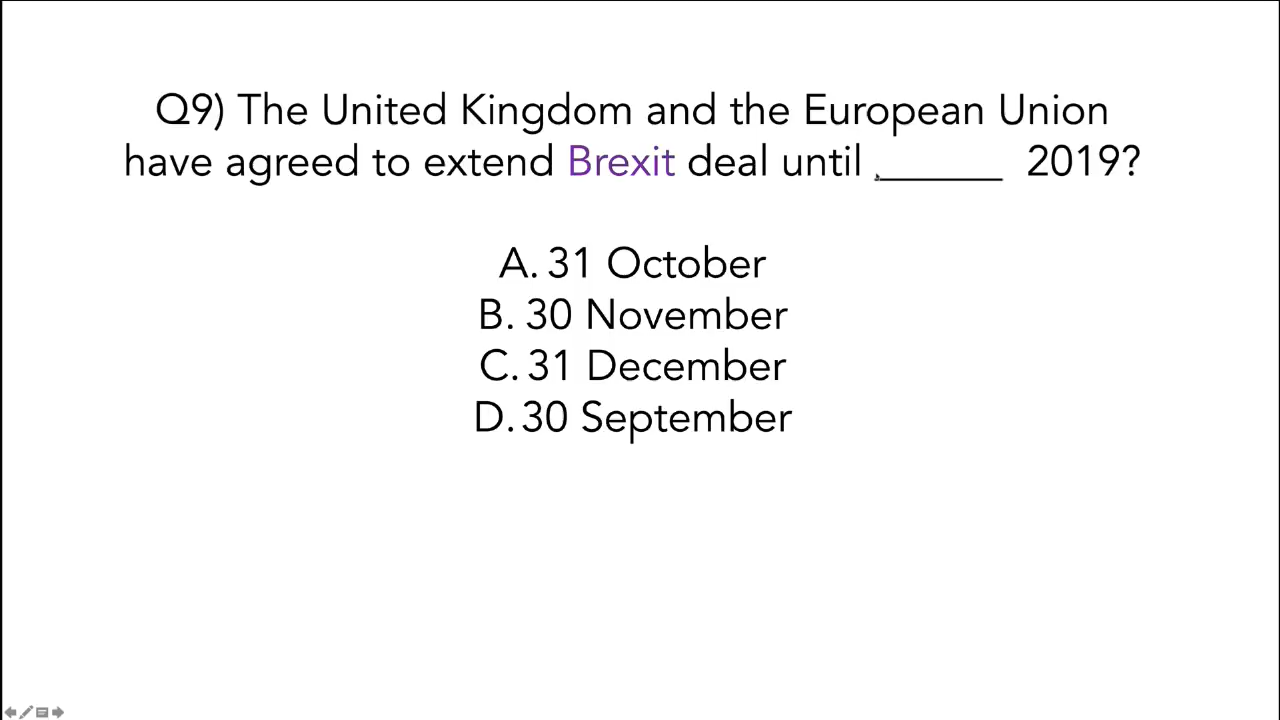 Q9) The United Kingdom and the European Union
have agreed to extend Brexit deal until ______ 2019?
A. 31 October
B. 30 November
C. 31 December
D. 30 September